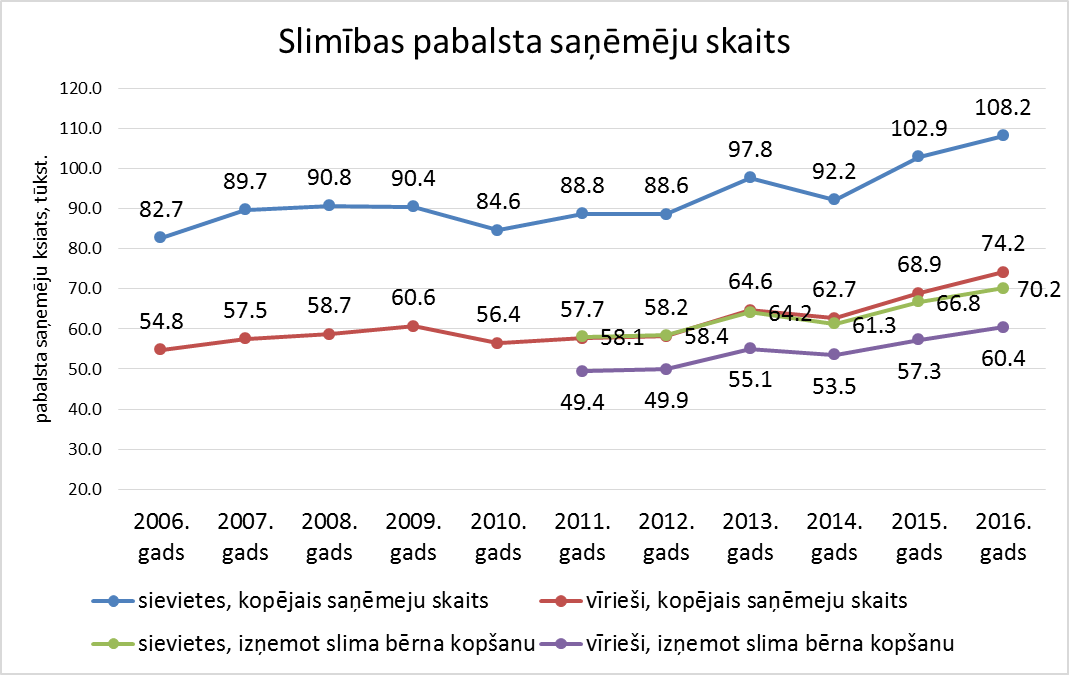 Slimības pabalsta saņēmēju skaits
pabalsta saņemēju ksiats, tūkst.
120.0
110.0
100.0
90.0
80.0
70.0
60.0
50.0
40.0
30.0
20.0
82.7 89.7 90.8 90.4 84.6 88.8 88.6 97.8 92.2 102.9 108.2
54.8 57.5 58.7 60.6 56.4 57.7 58.2 64.6 62.7 68.9 74.2
58.1 58.4 64.2 61.3 66.8 70.2
49.4 49.9 55.1 53.5 57.3 60.4
2006. 2007. 2008. 2009. 2010. 2011. 2012. 2013. 2014. 2015. 2016.
gads gads gads gads gads gads gads gads gads gads gads
sievietes, kopējais saņēmeju skaits vīrieši, kopējais saņēmeju skaits
sievietes, izņemot slima bērna kopšanu vīrieši, izņemot slima bērna kopšanu